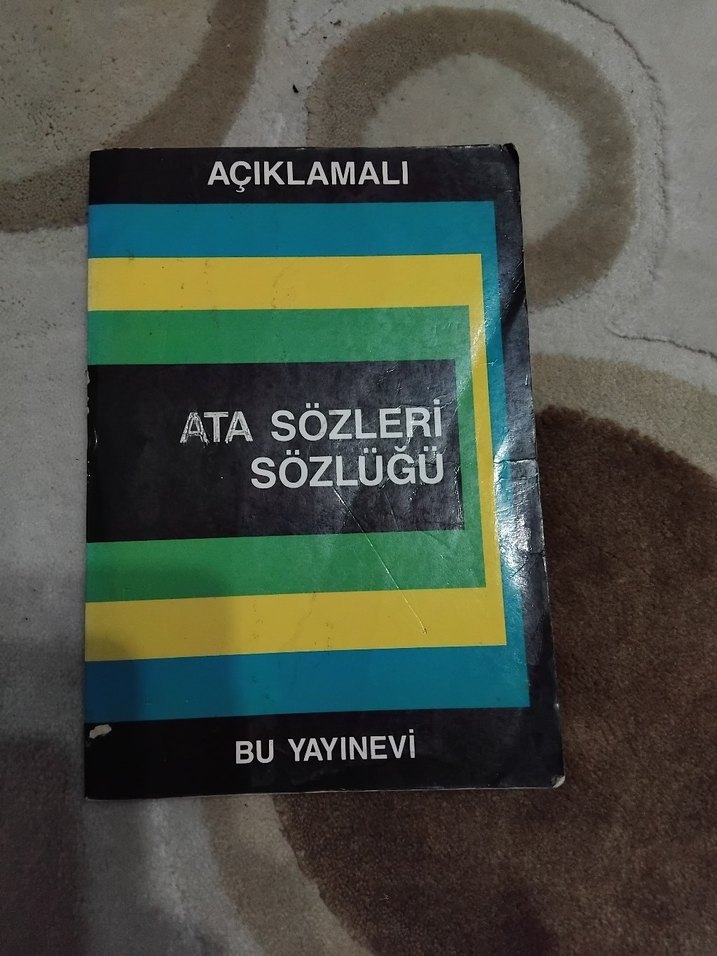 AÇIKLAMALI
ATA SÖZLERİ
SÖZLÜĞÜ
BU YAYINEVİ